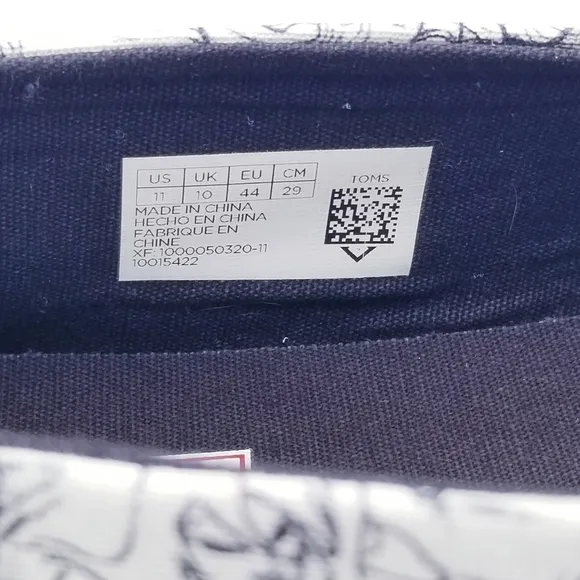 US UK EU CM
11 10 44 29
TOMS
MADE IN CHINA
HECHO EN CHINA
FABRIQUE EN
CHINE
XF: 1000050320-11
10015422